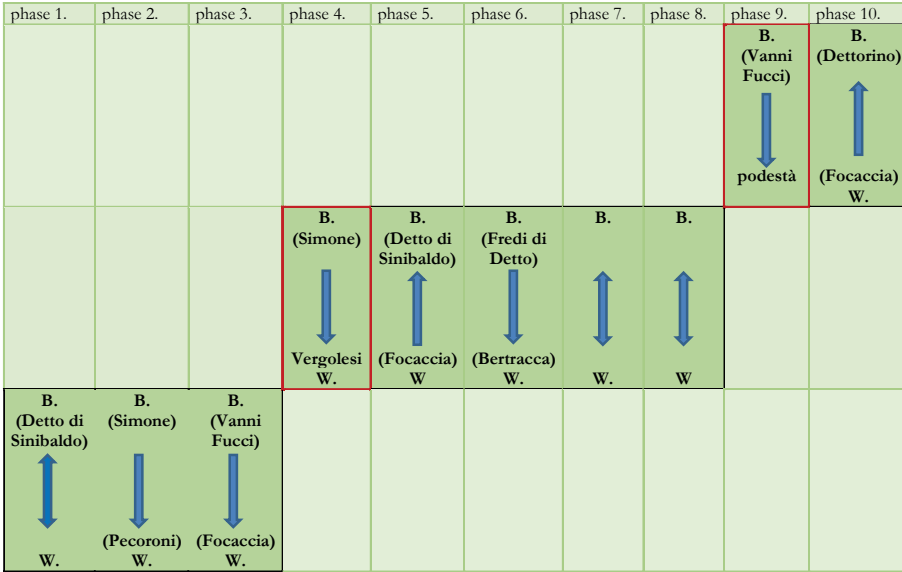 phase 1. phase 2. phase 3. phase 4. phase 5. phase 6. phase 7. phase 8. phase 9. phase 10.
B.
(Vanni
Fucci)
podestà
B.
(Dettorino)
(Focaccia)
W.
B.
(Simone)
Vergolesi
W.
B.
(Detto di
Sinibaldo)
(Focaccia)
W
B.
(Fredi di
Detto)
(Bertracca)
W.
B.
W.
B.
W
B.
(Detto di
Sinibaldo)
W.
B.
(Simone)
(Pecoroni)
W.
B.
(Vanni
Fucci)
(Focaccia)
W.